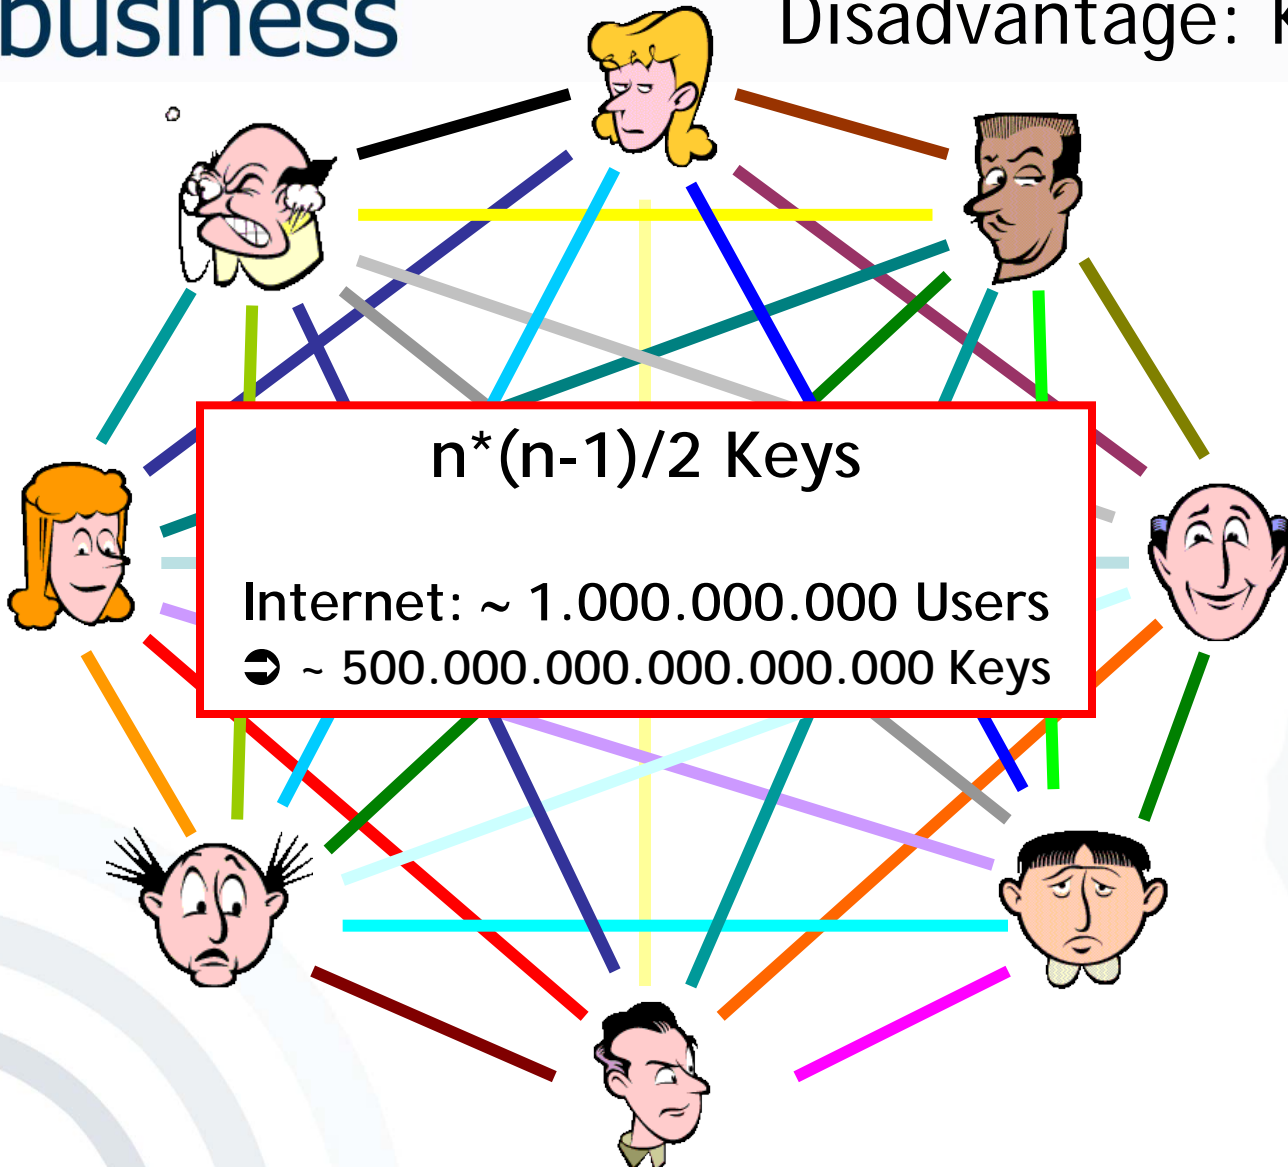 business
Disadvantage:
n*(n-1)/2 Keys
Internet: ~ 1.000.000.000 Users
➲ ~ 500.000.000.000.000.000 Keys